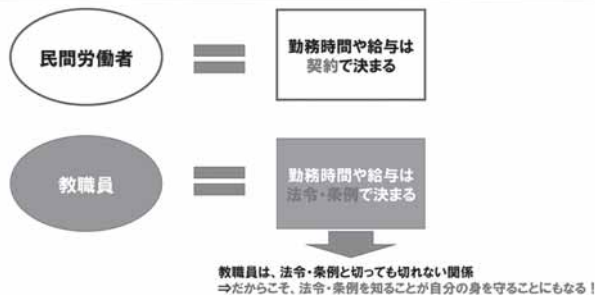 民間労働者
勤務時間や給与は
契約で決まる
教職員
勤務時間や給与は
法令・条例で決まる
教職員は、法令・条例と切っても切れない関係
⇒だからこそ、法令・条例を知ることが自分の身を守ることにもなる！